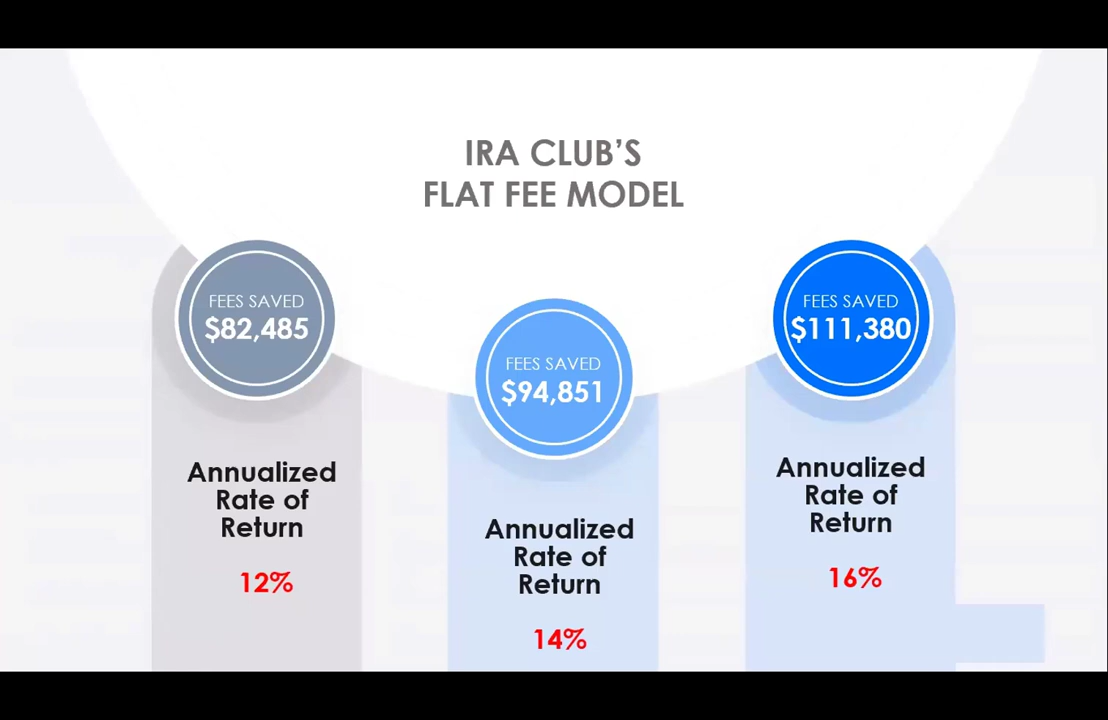 IRA CLUB’S
FLAT FEE MODEL
FEES SAVED
$82,485
Annualized
Rate of
Return
12%
FEES SAVED
$94,851
Annualized
Rate of
Return
14%
FEES SAVED
$111,380
Annualized
Rate of
Return
16%